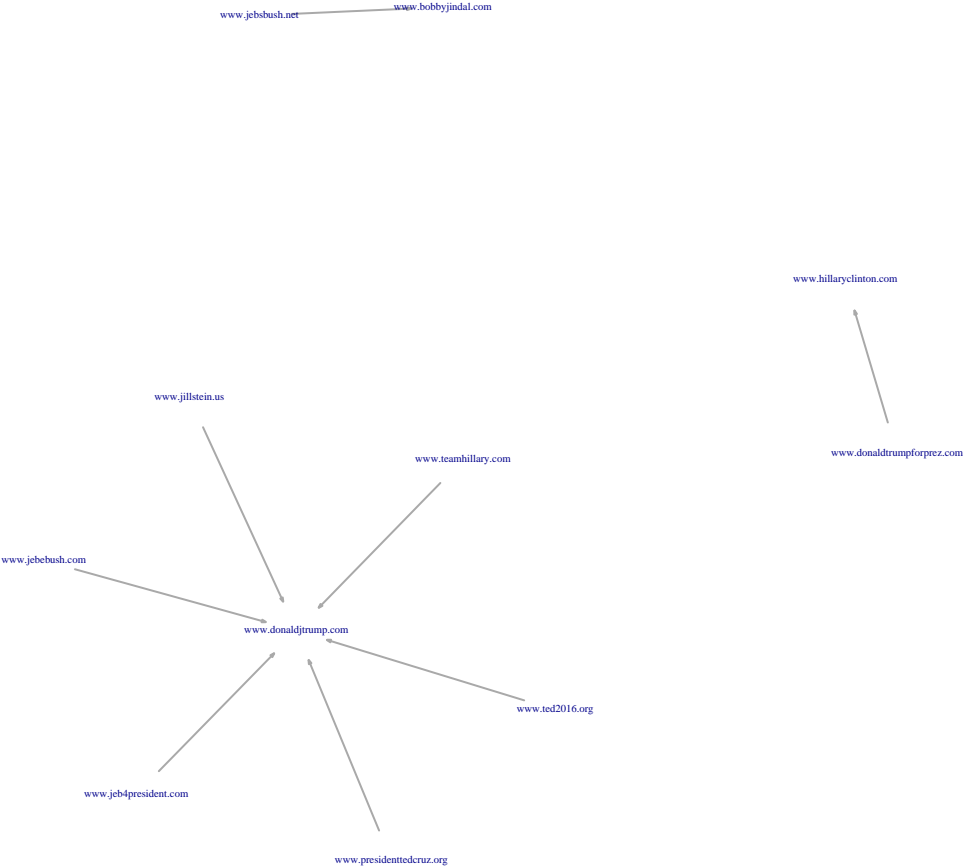 www.bobbyjindal.com
www.jebsbush.net
www.hillaryclinton.com
www.jillstein.us
www.donaldtrumpforprez.com
www.teamhillary.com
www.jebebush.com
www.donaldjtrump.com
www.ted2016.org
www.jeb4president.com
www.presidenttedcruz.org